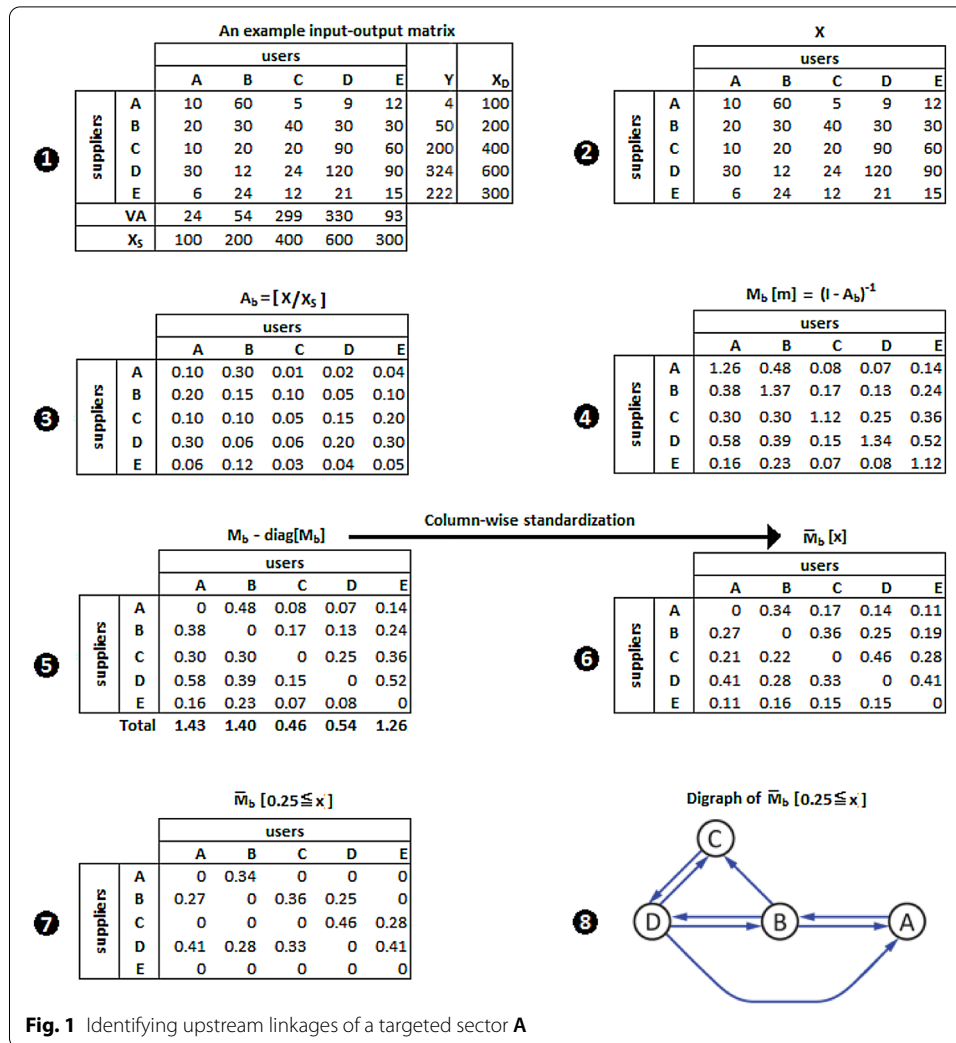 An example input-output matrix
users
A B C D E Y X_D
suppliers
A 10 60 5 9 12 4 100
B 20 30 40 30 30 50 200
C 10 20 20 90 60 200 400
D 30 12 24 120 90 324 600
E 6 24 12 21 15 222 300
VA 24 54 299 330 93
X_S 100 200 400 600 300
1
X
users
A B C D E
suppliers
A 10 60 5 9 12
B 20 30 40 30 30
C 10 20 20 90 60
D 30 12 24 120 90
E 6 24 12 21 15
2
A_b = [X/X_S]
users
A B C D E
suppliers
A 0.10 0.30 0.01 0.02 0.04
B 0.20 0.15 0.10 0.05 0.10
C 0.10 0.10 0.05 0.15 0.20
D 0.30 0.06 0.06 0.20 0.30
E 0.06 0.12 0.03 0.04 0.05
3
M_b [m] = (I - A_b)^-1
users
A B C D E
suppliers
A 1.26 0.48 0.08 0.07 0.14
B 0.38 1.37 0.17 0.13 0.24
C 0.30 0.30 1.12 0.25 0.36
D 0.58 0.39 0.15 1.34 0.52
E 0.16 0.23 0.07 0.08 1.12
4
M_b - diag[M_b]
Column-wise standardization
users
A B C D E
suppliers
A 0 0.48 0.08 0.07 0.14
B 0.38 0 0.17 0.13 0.24
C 0.30 0.30 0 0.25 0.36
D 0.58 0.39 0.15 0 0.52
E 0.16 0.23 0.07 0.08 0
Total 1.43 1.40 0.46 0.54 1.26
5
M̅_b [x]
users
A B C D E
suppliers
A 0 0.34 0.17 0.14 0.11
B 0.27 0 0.36 0.25 0.19
C 0.21 0.22 0 0.46 0.28
D 0.41 0.28 0.33 0 0.41
E 0.11 0.16 0.15 0.15 0
6
M̅_b [0.25≦x]
users
A B C D E
suppliers
A 0 0.34 0 0 0
B 0.27 0 0.36 0.25 0
C 0 0 0 0.46 0.28
D 0.41 0.28 0.33 0 0.41
E 0 0 0 0 0
7
Digraph of M̅_b [0.25≦x]
C
D
B
A
8
Fig. 1 Identifying upstream linkages of a targeted sector A